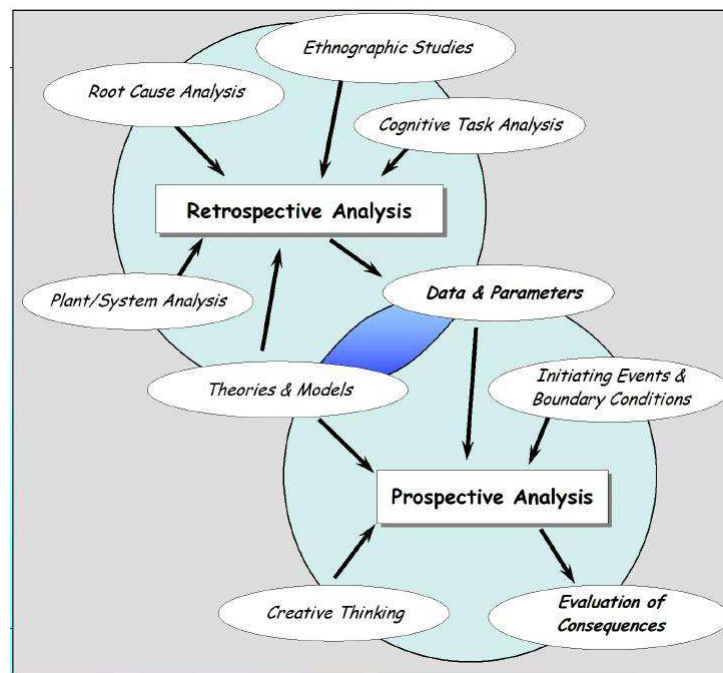 Ethnographic Studies
Root Cause Analysis
Cognitive Task Analysis
Retrospective Analysis
Plant/System Analysis
Data & Parameters
Theories & Models
Initiating Events &
Boundary Conditions
Prospective Analysis
Creative Thinking
Evaluation of
Consequences